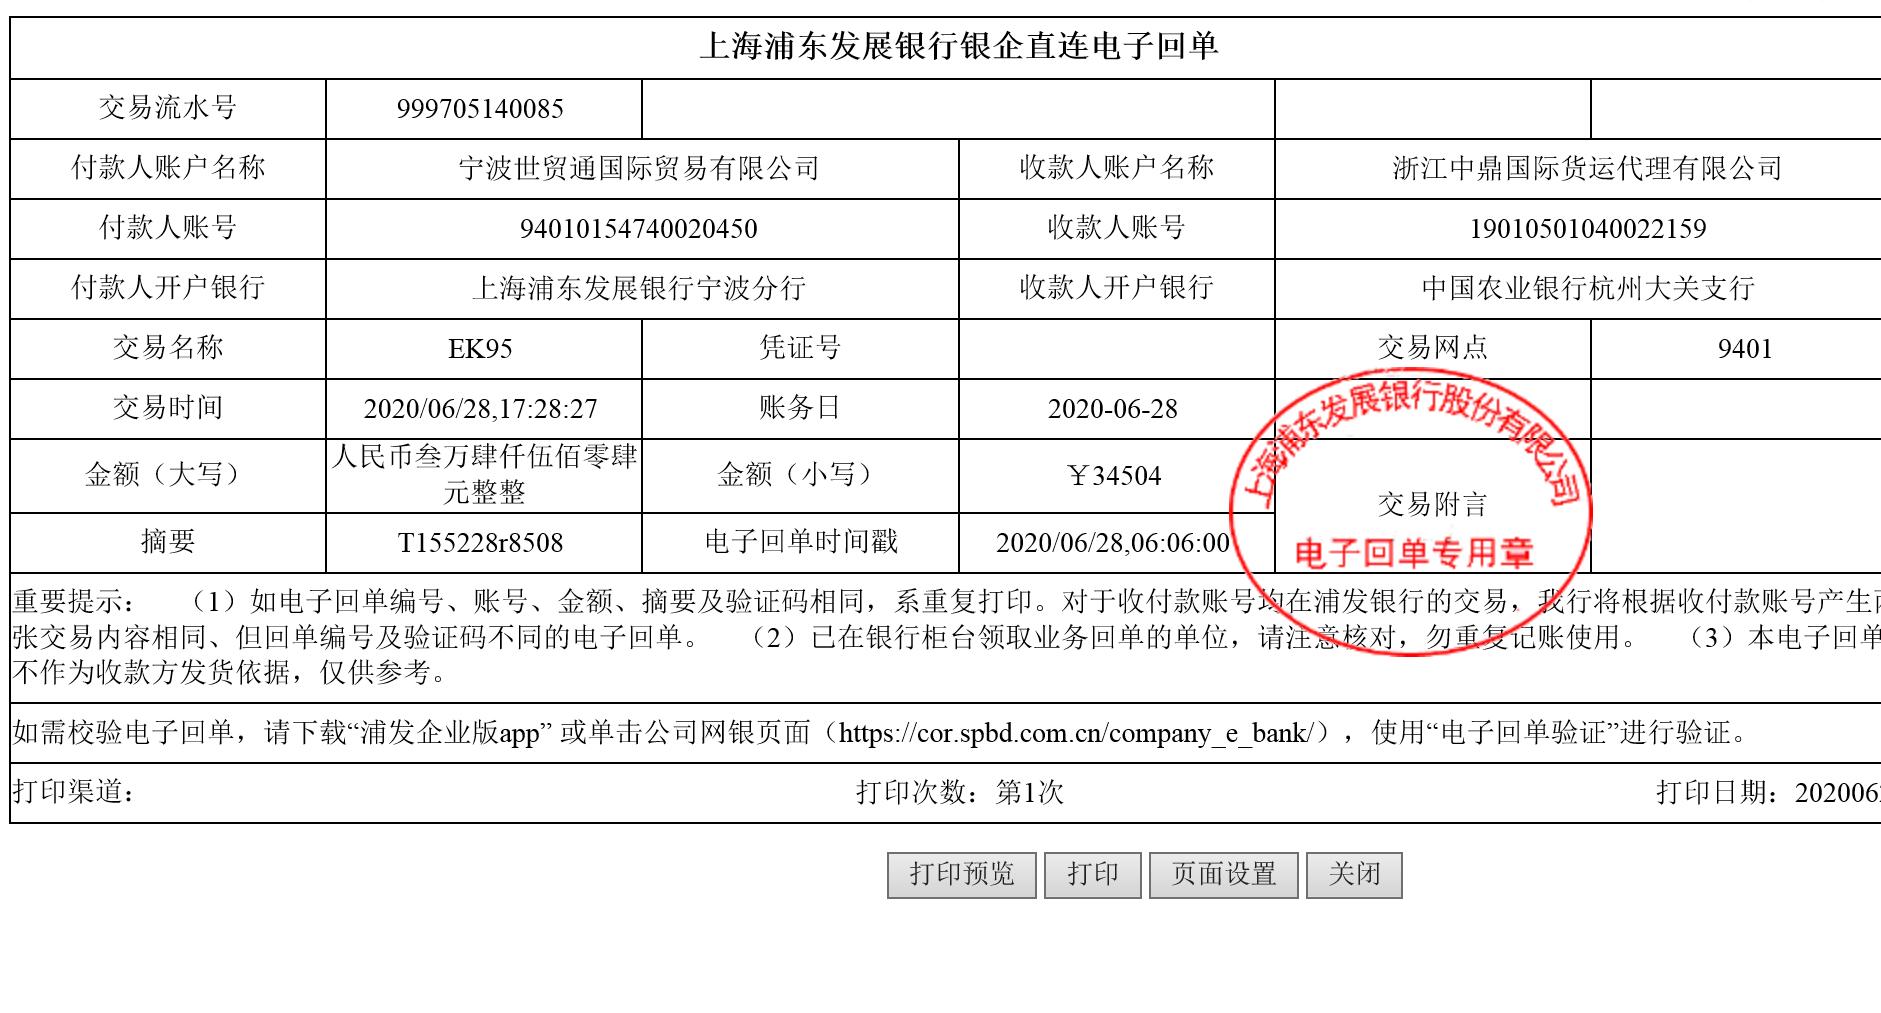 上海浦东发展银行银企直连电子回单
交易流水号 999705140085
付款人账户名称 宁波世贸通国际贸易有限公司 收款人账户名称 浙江中鼎国际货运代理有限公司
付款人账号 94010154740020450 收款人账号 19010501040022159
付款人开户银行 上海浦东发展银行宁波分行 收款人开户银行 中国农业银行杭州大关支行
交易名称 EK95 凭证号 交易网点 9401
交易时间 2020/06/28,17:28:27 账务日 2020-06-28
金额（大写） 人民币叁万肆仟伍佰零肆
元整整 金额（小写） ￥34504
交易附言
摘要 T155228r8508 电子回单时间戳 2020/06/28,06:06:00
上海浦东发展银行股份有限公司
电子回单专用章
重要提示： （1）如电子回单编号、账号、金额、摘要及验证码相同，系重复打印。对于收付款账号均在浦发银行的交易，我行将根据收付款账号产生
张交易内容相同、但回单编号及验证码不同的电子回单。 （2）已在银行柜台领取业务回单的单位，请注意核对，勿重复记账使用。 （3）本电子回单
不作为收款方发货依据，仅供参考。
如需校验电子回单，请下载“浦发企业版app” 或单击公司网银页面（https://cor.spbd.com.cn/company_e_bank/），使用“电子回单验证”进行验证。
打印渠道： 打印次数：第1次 打印日期：202006
打印预览 打印 页面设置 关闭